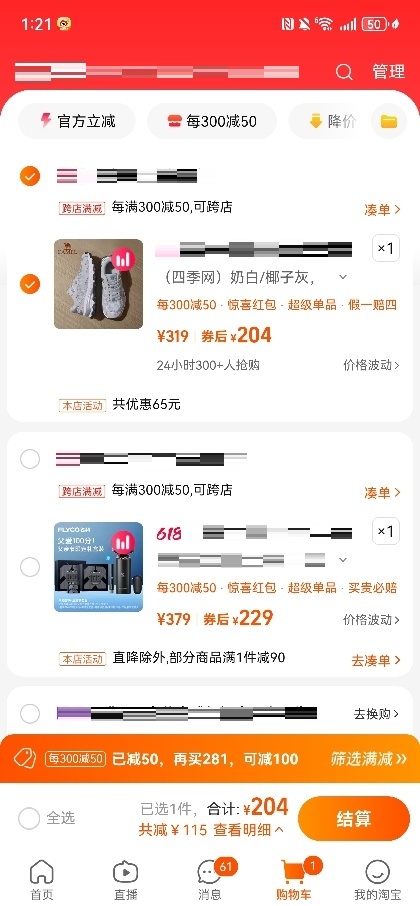 1:21
50
管理
官方立减
每300减50
降价
跨店满减 每满300减50,可跨店
凑单
CAMEL
×1
（四季网）奶白/椰子灰,
每300减50 · 惊喜红包 · 超级单品 · 假一赔四
¥319 券后¥204
24小时300+人抢购
价格波动
本店活动 共优惠65元
跨店满减 每满300减50,可跨店
凑单
FLYCO
父爱100分!
618
×1
每300减50 · 惊喜红包 · 超级单品 · 买贵必赔
¥379 券后¥229
价格波动
本店活动 直降除外,部分商品满1件减90
去凑单
去换购
每300减50 已减50，再买281，可减100
筛选满减
全选
已选1件， 合计:¥204
共减¥115 查看明细
结算
61
1
首页
直播
消息
购物车
我的淘宝